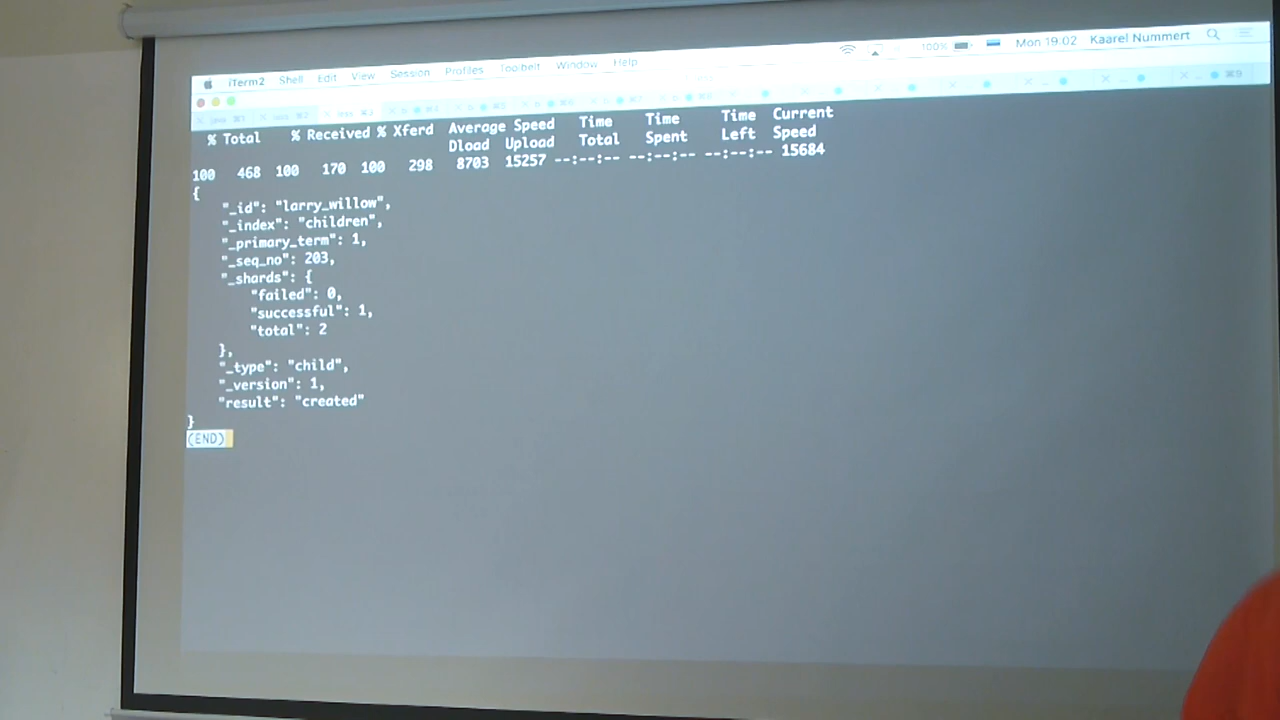 iTerm2 Shell Edit View Session Profiles Toolbelt Window Help 100% Mon 19:02 Kaarel Nummert
% Total % Received % Xferd Average Speed Time Time Time Current
Dload Upload Total Spent Left Speed
100 468 100 170 100 298 8703 15257 --:--:-- --:--:-- --:--:-- 15684
{
"_id": "larry_willow",
"_index": "children",
"_primary_term": 1,
"_seq_no": 203,
"_shards": {
"failed": 0,
"successful": 1,
"total": 2
},
"_type": "child",
"_version": 1,
"result": "created"
}
(END)